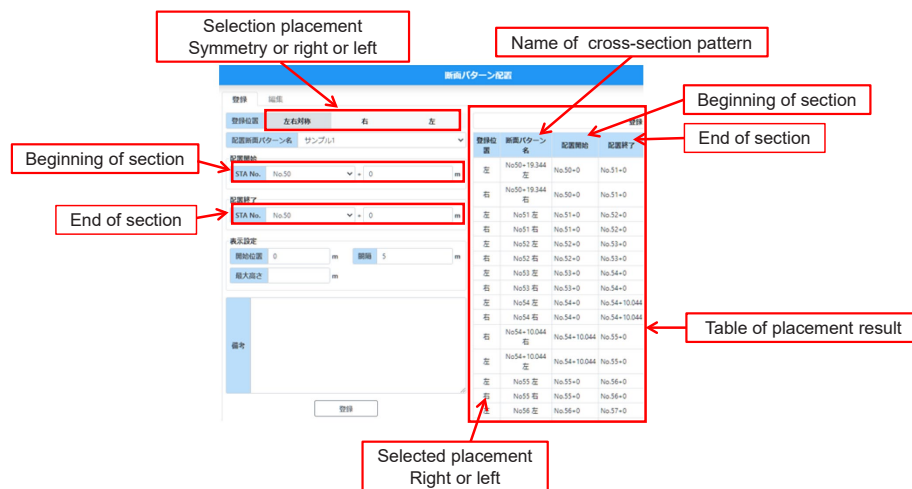 Selection placement
Symmetry or right or left
Name of cross-section pattern
断面パターン配置
Beginning of section
End of section
登録 編集
登録位置 左右対称 右 左
配置断面パターン名 サンプル1
Beginning of section
配置開始
STA No. No.50 + 0 m
配置終了
End of section
STA No. No.50 + 0 m
表示設定
開始位置 0 m 間隔 5 m
最大高さ m
備考
登録
登録
登録位置 断面パターン名 配置開始 配置終了
左 No50+19.344 左 No.50+0 No.51+0
右 No50+19.344 右 No.50+0 No.51+0
左 No51 左 No.51+0 No.52+0
右 No51 右 No.51+0 No.52+0
左 No52 左 No.52+0 No.53+0
右 No52 右 No.52+0 No.53+0
左 No53 左 No.53+0 No.54+0
右 No53 右 No.53+0 No.54+0
左 No54 左 No.54+0 No.54+10.044
右 No54 右 No.54+0 No.54+10.044
右 No54+10.044 右 No.54+10.044 No.55+0
左 No54+10.044 左 No.54+10.044 No.55+0
左 No55 左 No.55+0 No.56+0
右 No55 右 No.55+0 No.56+0
左 No56 左 No.56+0 No.57+0
Table of placement result
Selected placement
Right or left